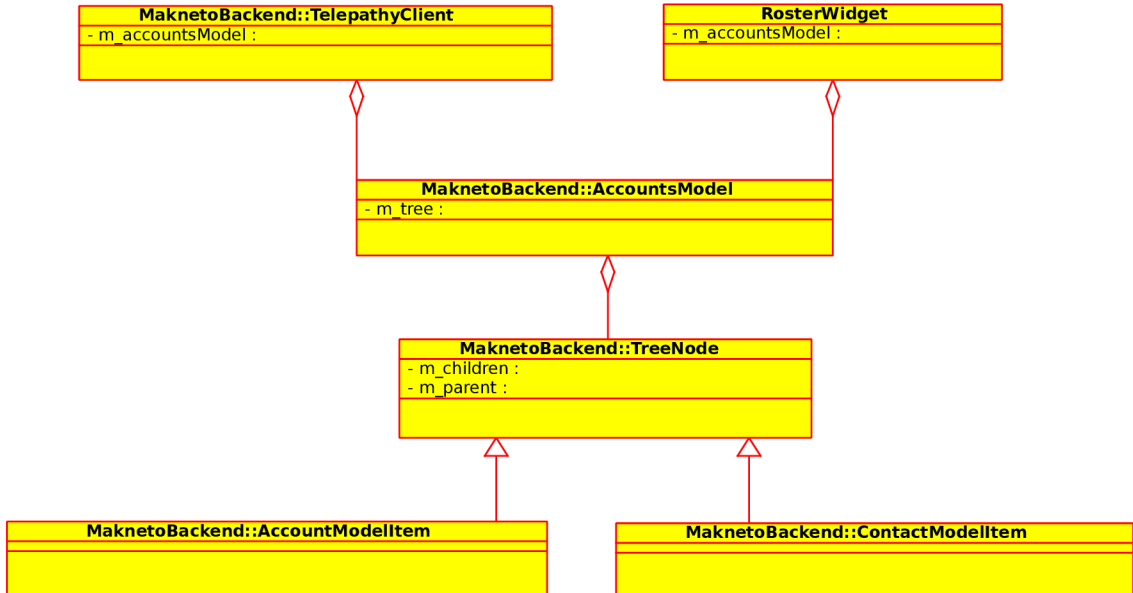 MaknetoBackend::TelepathyClient
- m_accountsModel :
RosterWidget
- m_accountsModel :
MaknetoBackend::AccountsModel
- m_tree :
MaknetoBackend::TreeNode
- m_children :
- m_parent :
MaknetoBackend::AccountModelItem
MaknetoBackend::ContactModelItem